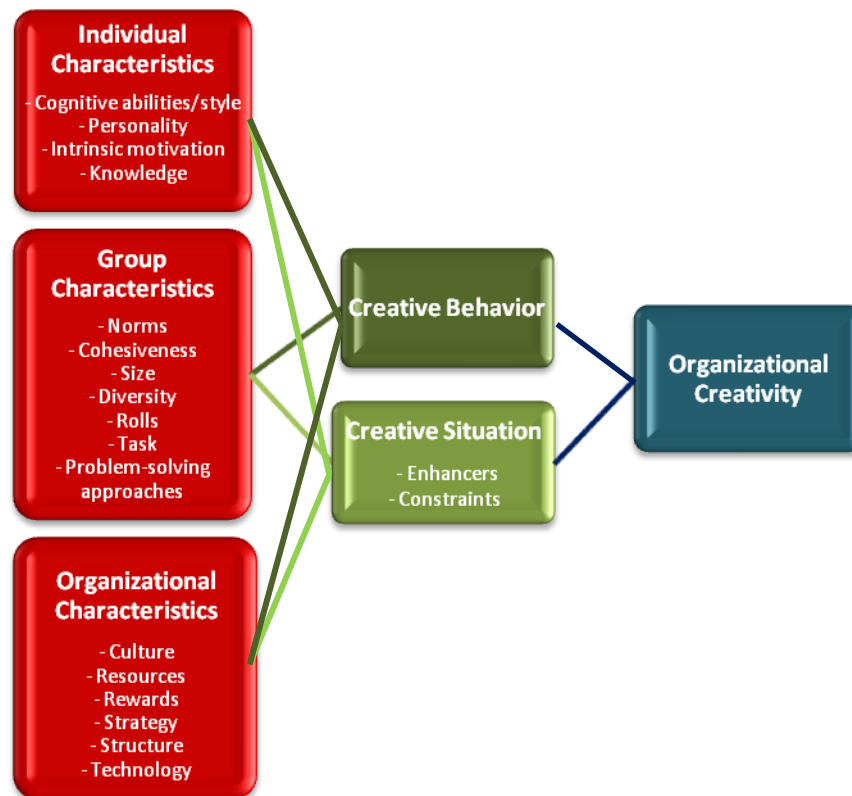 Individual
Characteristics
- Cognitive abilities/style
- Personality
- Intrinsic motivation
- Knowledge
Group
Characteristics
- Norms
- Cohesiveness
- Size
- Diversity
- Rolls
- Task
- Problem-solving
approaches
Organizational
Characteristics
- Culture
- Resources
- Rewards
- Strategy
- Structure
- Technology
Creative Behavior
Creative Situation
- Enhancers
- Constraints
Organizational
Creativity